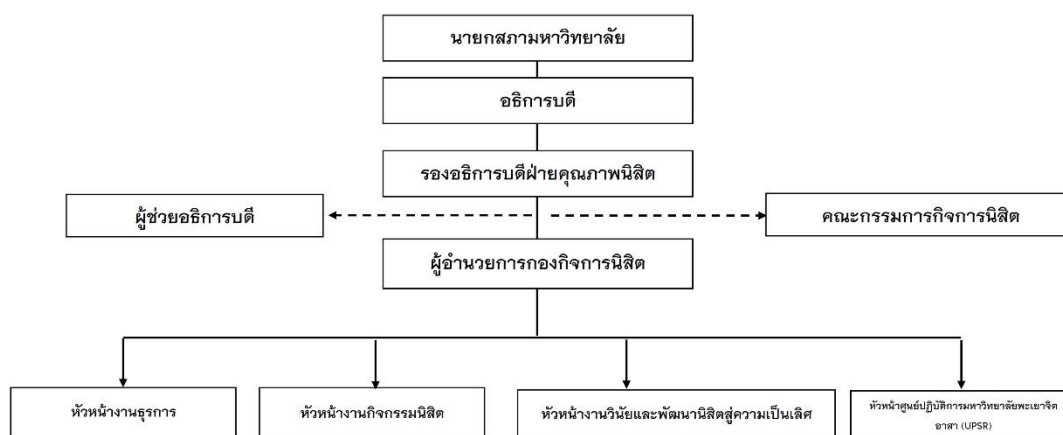 นายกสภามหาวิทยาลัย
อธิการบดี
รองอธิการบดีฝ่ายคุณภาพนิสิต
ผู้ช่วยอธิการบดี
คณะกรรมการกิจการนิสิต
ผู้อำนวยการกองกิจการนิสิต
หัวหน้างานธุรการ
หัวหน้างานกิจกรรมนิสิต
หัวหน้างานวินัยและพัฒนานิสิตสู่ความเป็นเลิศ
หัวหน้าศูนย์ปฏิบัติการมหาวิทยาลัยพะเยาจิต
อาสา (UPSR)